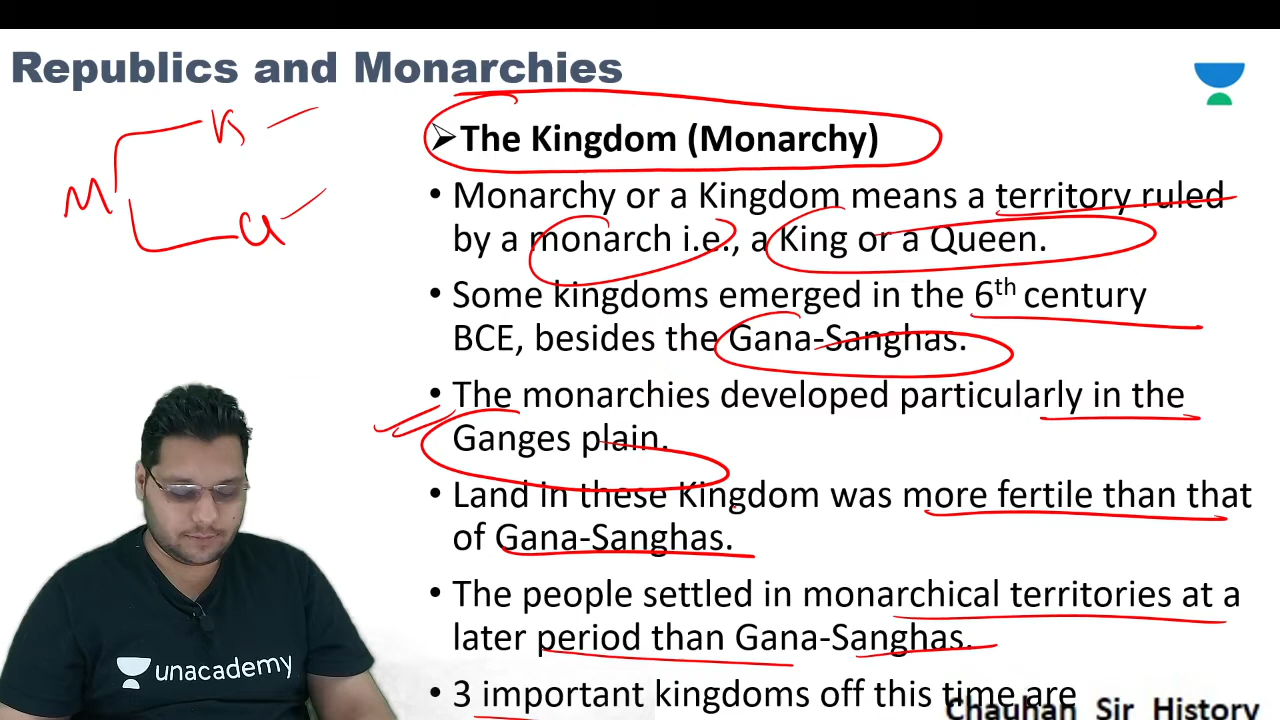 Republics and Monarchies
M
K
G
➢The Kingdom (Monarchy)
• Monarchy or a Kingdom means a territory ruled
by a monarch i.e., a King or a Queen.
• Some kingdoms emerged in the 6th century
BCE, besides the Gana-Sanghas.
• The monarchies developed particularly in the
Ganges plain.
• Land in these Kingdom was more fertile than that
of Gana-Sanghas.
• The people settled in monarchical territories at a
later period than Gana-Sanghas.
• 3 important kingdoms off this time are
Chauhan Sir History
unacademy